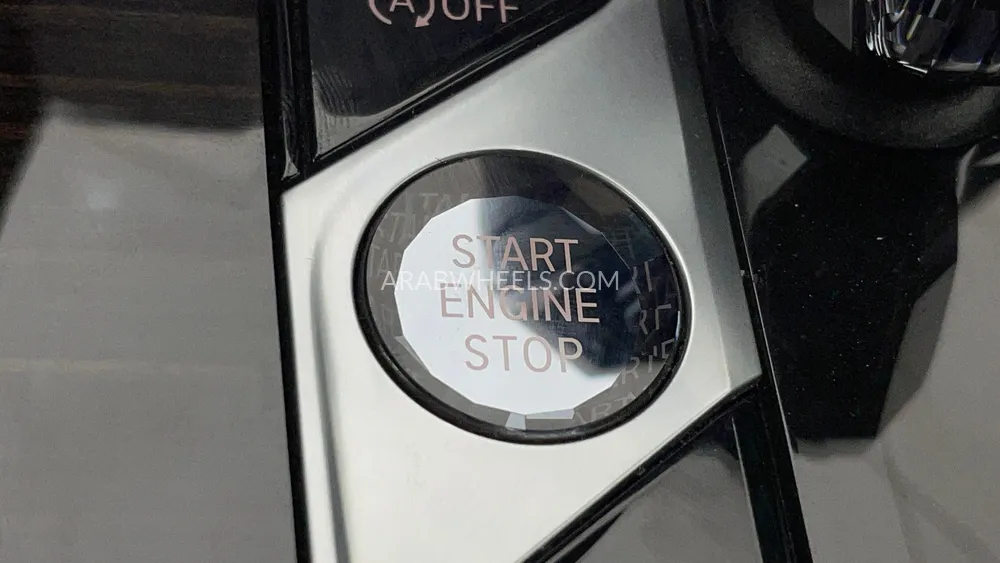 (A) OFF
START
ARABWHEELS.COM
ENGINE
STOP